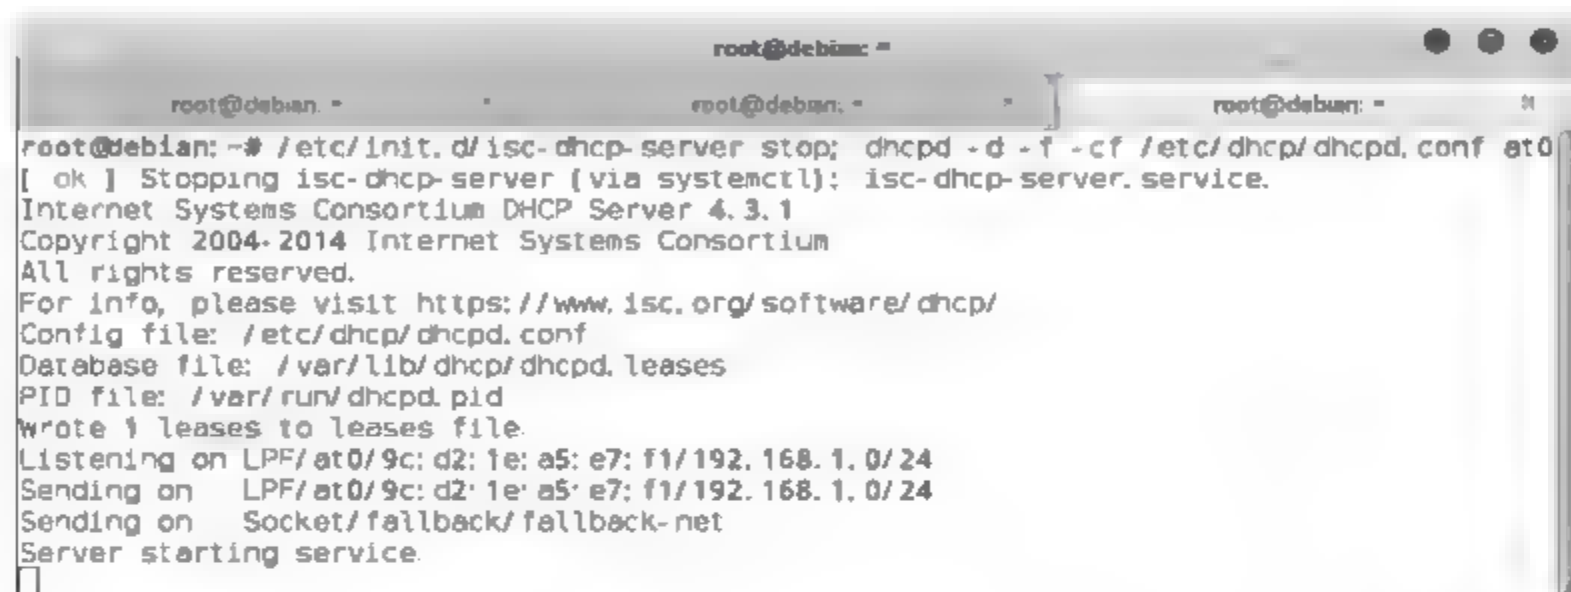 root@debian: ~
root@debian: ~ root@debian: ~ root@debian: ~
root@debian:~# /etc/init.d/isc-dhcp-server stop; dhcpd -d -f -cf /etc/dhcp/dhcpd.conf at0
[ ok ] Stopping isc-dhcp-server (via systemctl): isc-dhcp-server.service.
Internet Systems Consortium DHCP Server 4.3.1
Copyright 2004-2014 Internet Systems Consortium
All rights reserved.
For info, please visit https://www.isc.org/software/dhcp/
Config file: /etc/dhcp/dhcpd.conf
Database file: /var/lib/dhcp/dhcpd.leases
PID file: /var/run/dhcpd.pid
Wrote 1 leases to leases file.
Listening on LPF/at0/9c:d2:1e:a5:e7:f1/192.168.1.0/24
Sending on   LPF/at0/9c:d2:1e:a5:e7:f1/192.168.1.0/24
Sending on   Socket/fallback/fallback-net
Server starting service.